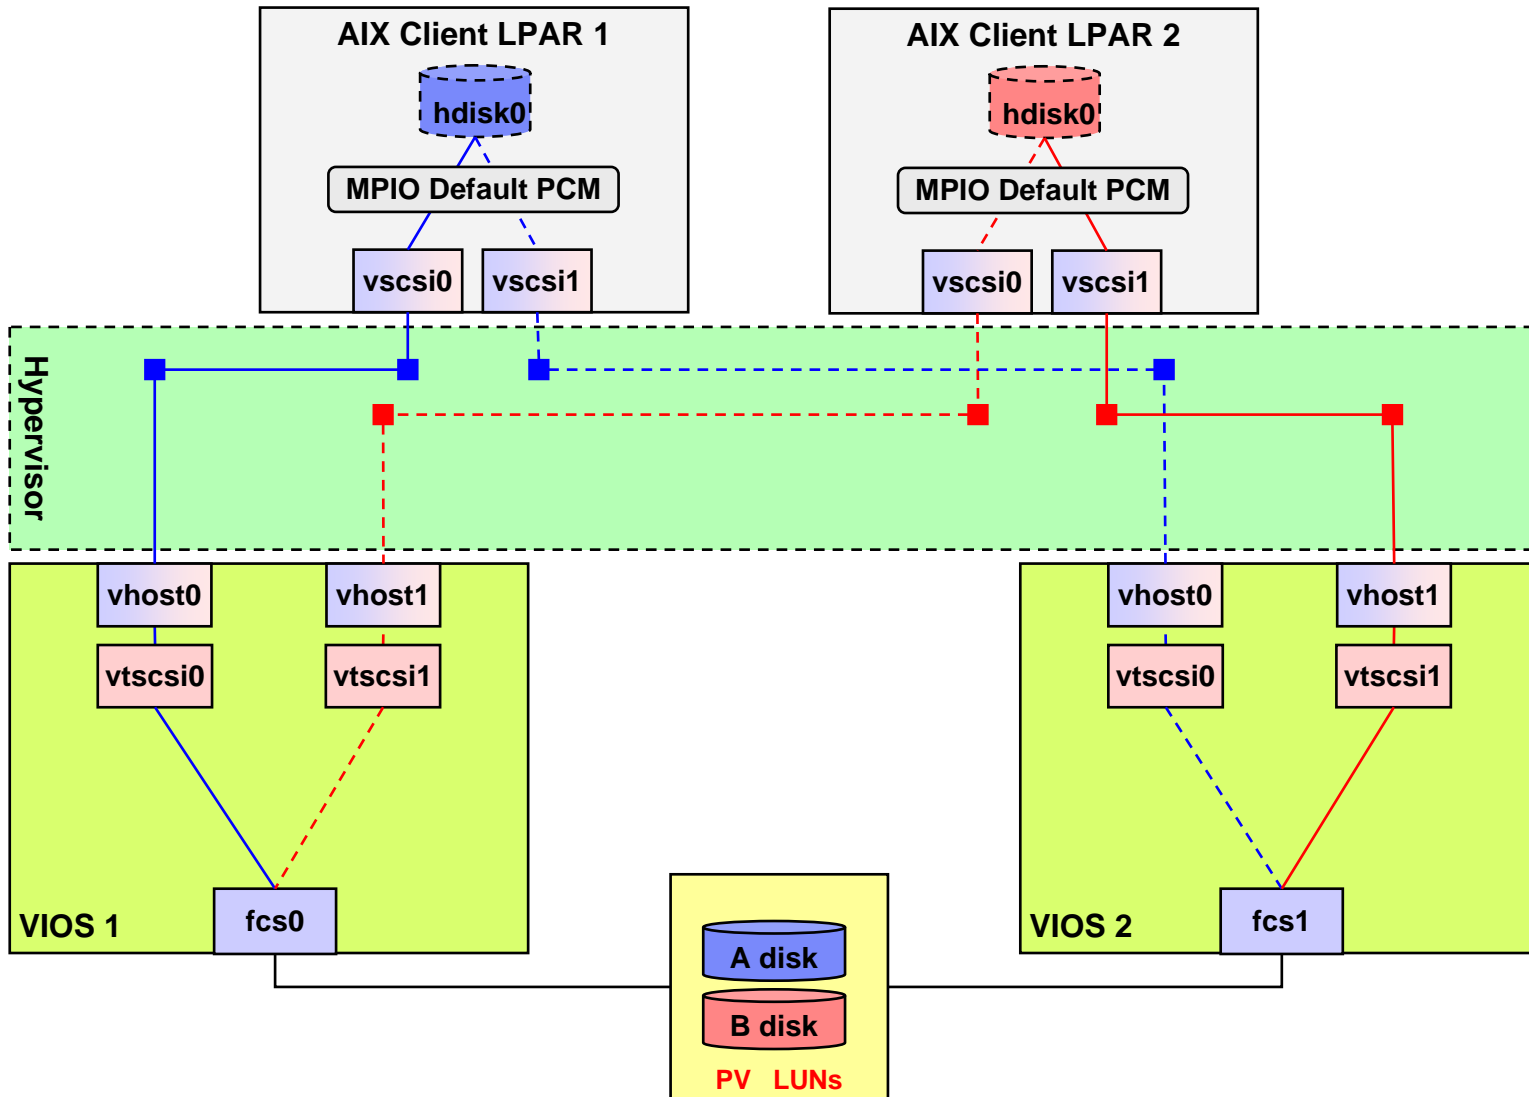 AIX Client LPAR 1
AIX Client LPAR 2
hdisk0
hdisk0
MPIO Default PCM
MPIO Default PCM
vscsi0
vscsi1
vscsi0
vscsi1
Hypervisor
vhost0
vhost1
vhost0
vhost1
vtscsi0
vtscsi1
vtscsi0
vtscsi1
VIOS 1
fcs0
VIOS 2
fcs1
A disk
B disk
PV LUNs